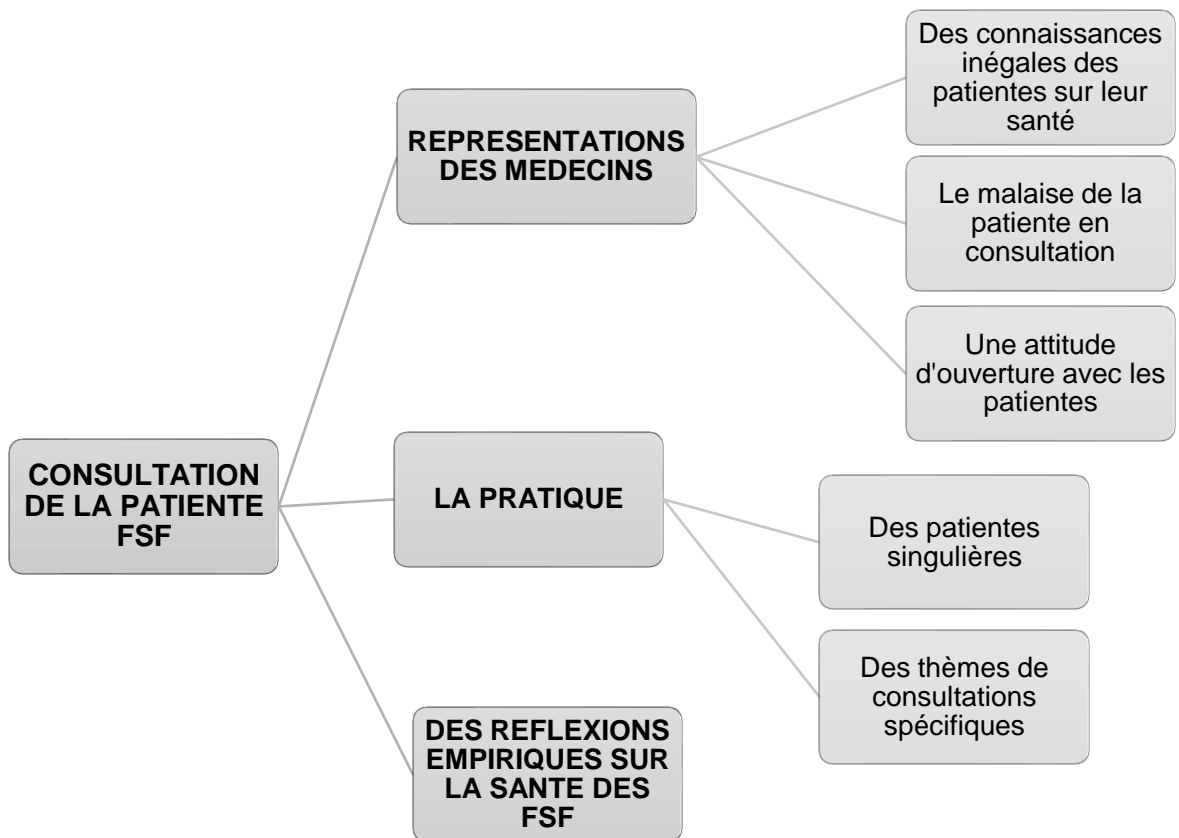 CONSULTATION
DE LA PATIENTE
FSF
REPRESENTATIONS
DES MEDECINS
Des connaissances
inégales des
patientes sur leur
santé
Le malaise de la
patiente en
consultation
Une attitude
d'ouverture avec les
patientes
LA PRATIQUE
Des patientes
singulières
Des thèmes de
consultations
spécifiques
DES REFLEXIONS
EMPIRIQUES SUR
LA SANTE DES
FSF